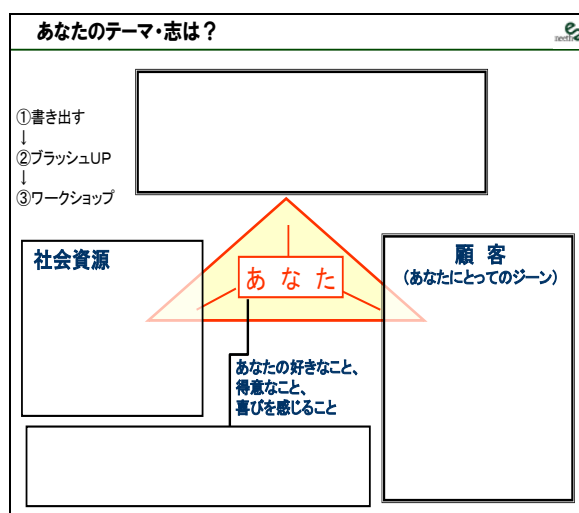 あなたのテーマ・志は？
①書き出す
↓
②ブラッシュUP
↓
③ワークショップ
社会資源
あなた
顧客
（あなたにとってのジーン）
あなたの好きなこと、
得意なこと、
喜びを感じること